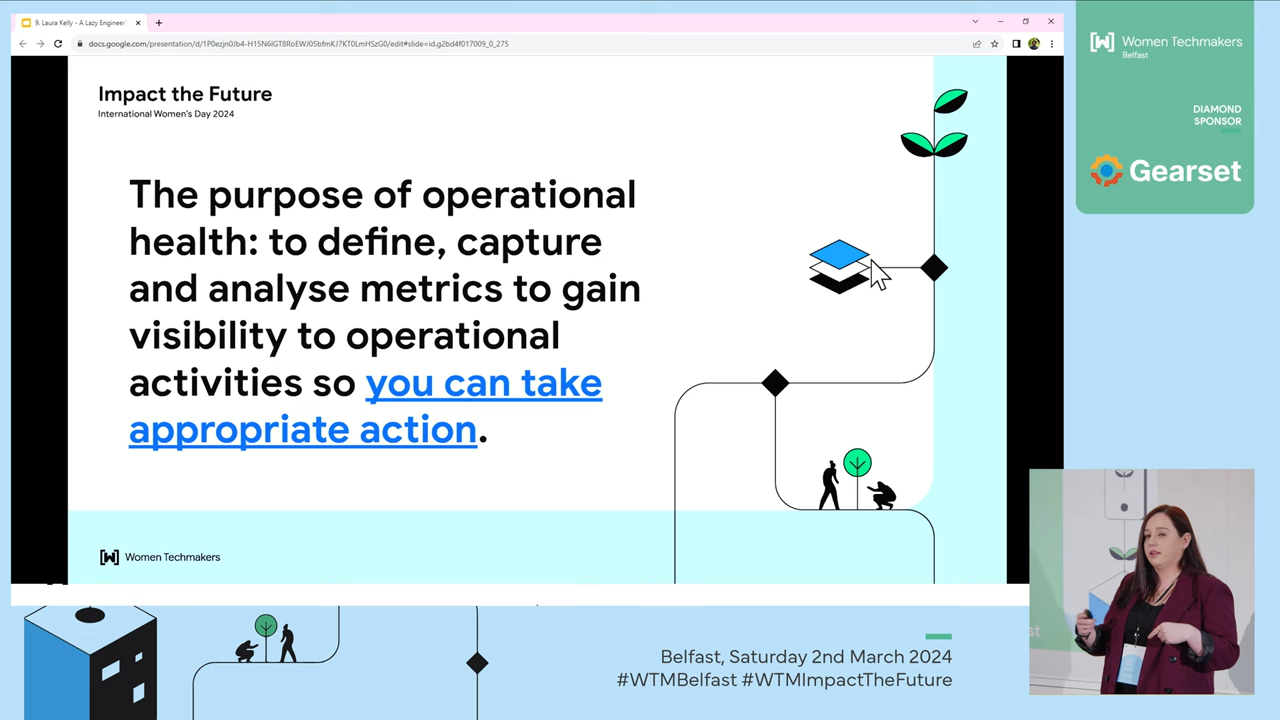 9. Laura Kelly - A Lazy Engineer
docs.google.com/presentation/d/1P0ezjn0Jb4-H15N6IGT8RoEWJ05bfmKJ7KT0LmHSzG0/edit#slide=id.g2bd4f017009_0_275
Impact the Future
International Women's Day 2024
The purpose of operational
health: to define, capture
and analyse metrics to gain
visibility to operational
activities so you can take
appropriate action.
Women Techmakers
Women Techmakers
Belfast
DIAMOND
SPONSOR
Gearset
Belfast, Saturday 2nd March 2024
#WTMBelfast #WTMImpactTheFuture